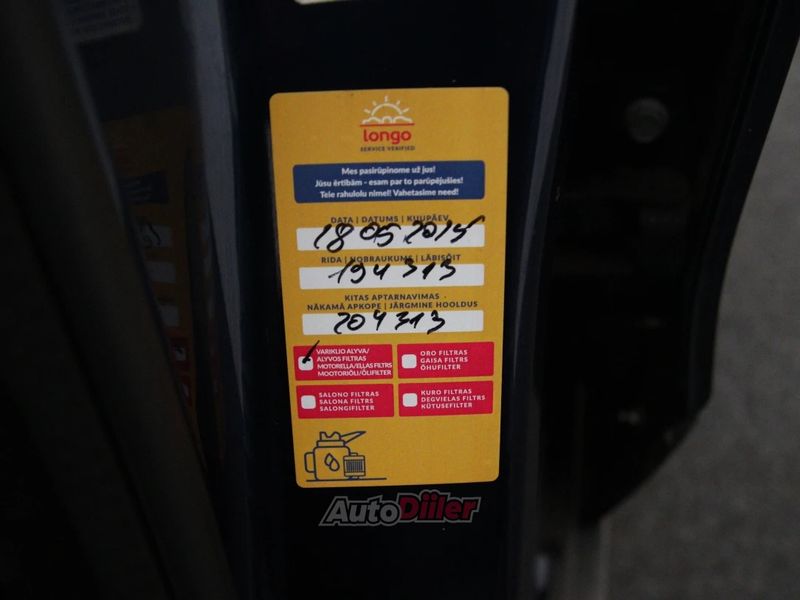 longo
SERVICE VERIFIED
Mes pasirūpinome už jus!
Jūsu ērtībām - esam par to parūpējušies!
Teie rahulolu nimel! Vahetasime need!
DATA | DATUMS | KUUPÄEV
18 05 2015
RIDA | NOBRAUKUMS | LÄBISÕIT
194 313
KITAS APTARNAVIMAS
NĀKAMĀ APKOPE | JÄRGMINE HOOLDUS
204 313
VARIKLIO ALYVA/
ALYVOS FILTRAS
MOTORELLA/EĻĻAS FILTRS
MOOTORIÕLI/ÕLIFILTER
ORO FILTRAS
GAISA FILTRS
ÕHUFILTER
SALONO FILTRAS
SALONA FILTRS
SALONGIFILTER
KURO FILTRAS
DEGVIELAS FILTRS
KÜTUSEFILTER
AutoDiiler